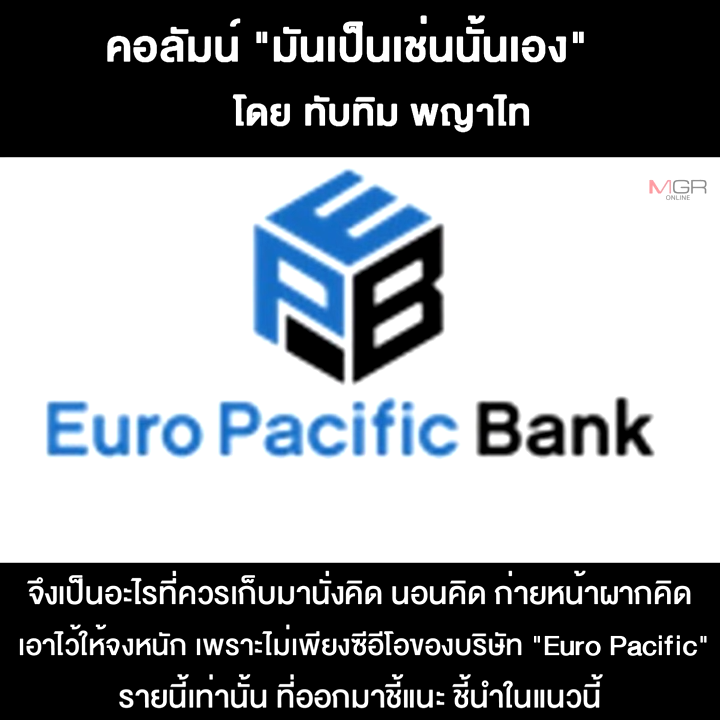 คอลัมน์ "มันเป็นเช่นนั้นเอง"
โดย ทับทิม พญาไท
MGR
ONLINE
EPB
Euro Pacific Bank
จึงเป็นอะไรที่ควรเก็บมานั่งคิด นอนคิด ก่ายหน้าผากคิด
เอาไว้ให้จงหนัก เพราะไม่เพียงซีอีโอของบริษัท "Euro Pacific"
รายนี้เท่านั้น ที่ออกมาชี้แนะ ชี้นำในแนวนี้